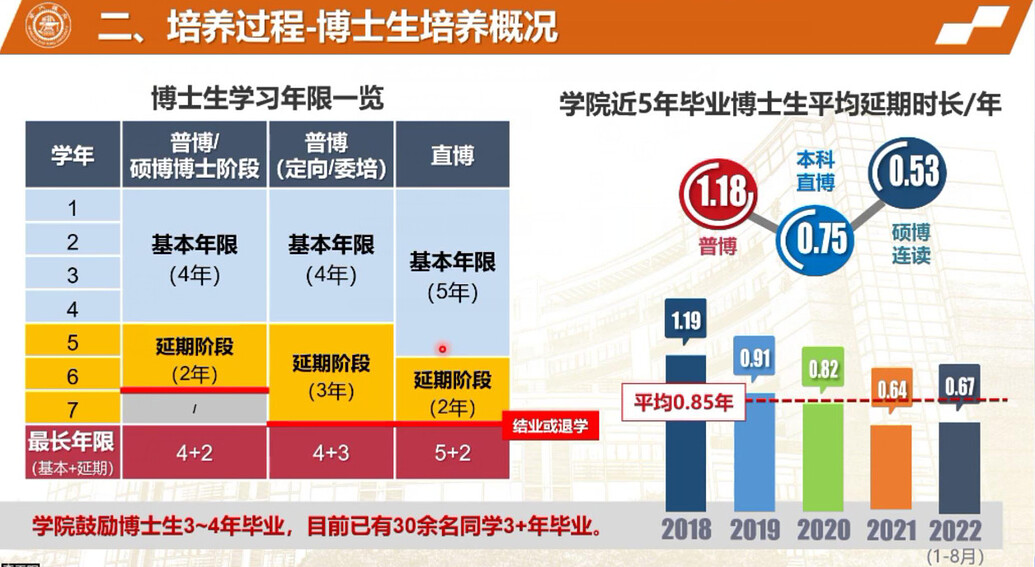 二、培养过程-博士生培养概况
博士生学习年限一览
学年
普博/
硕博博士阶段
普博
（定向/委培）
直博
1
2
3
4
5
6
7
基本年限
(4年)
基本年限
(4年)
基本年限
(5年)
延期阶段
(2年)
延期阶段
(3年)
延期阶段
(2年)
/
结业或退学
最长年限
(基本+延期)
4+2
4+3
5+2
学院近5年毕业博士生平均延期时长/年
1.18
普博
本科
直博
0.75
0.53
硕博
连读
1.19
0.91
0.82
0.64
0.67
平均0.85年
2018
2019
2020
2021
2022
(1-8月)
学院鼓励博士生3~4年毕业，目前已有30余名同学3+年毕业。